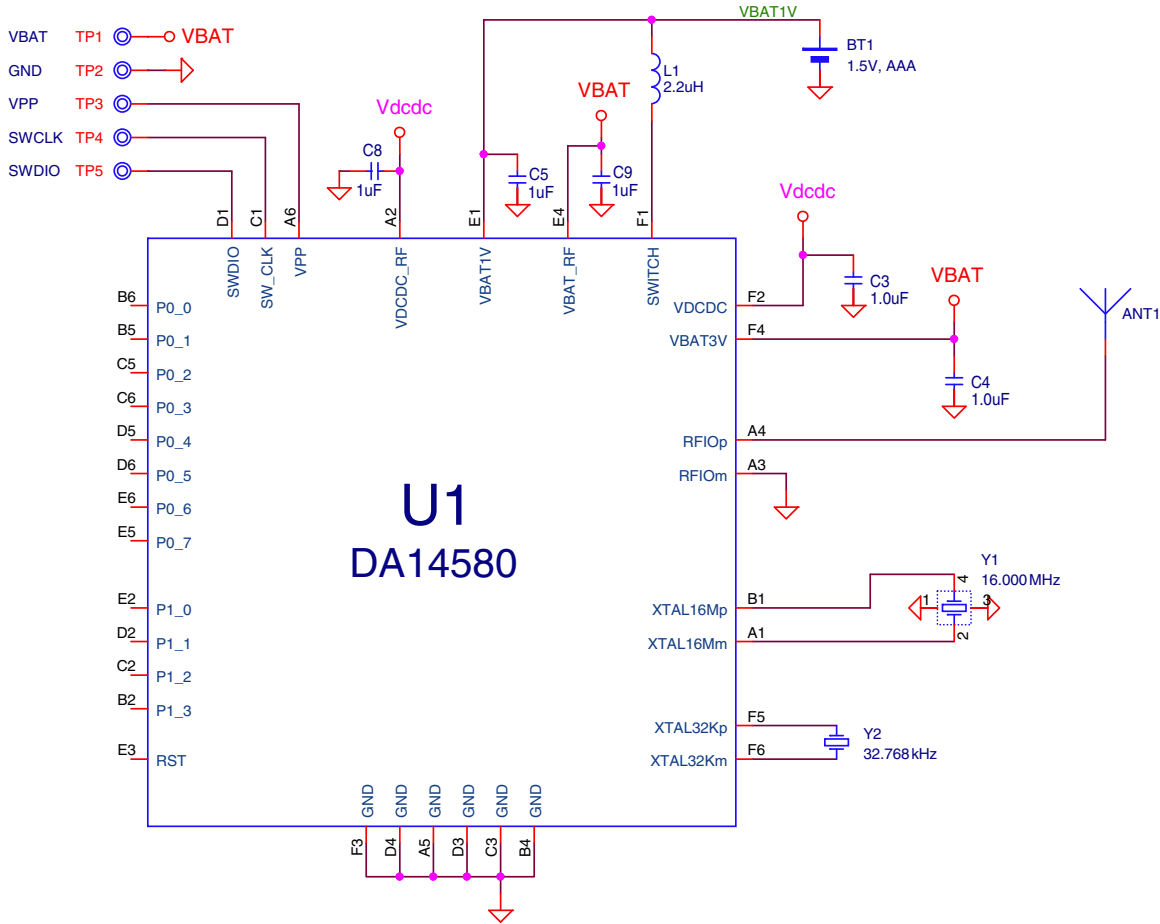 VBAT TP1 VBAT
GND TP2
VPP TP3
SWCLK TP4
SWDIO TP5
VBAT1V
BT1
1.5V, AAA
L1
2.2uH
Vdcdc
C8
1uF
C5
1uF
VBAT
C9
1uF
D1 C1 A6 A2 E1 E4 F1
SWDIO SW_CLK VPP VDCDC_RF VBAT1V VBAT_RF SWITCH
Vdcdc
C3
1.0uF
VBAT
C4
1.0uF
ANT1
B6 P0_0
B5 P0_1
C5 P0_2
C6 P0_3
D5 P0_4
D6 P0_5
E6 P0_6
E5 P0_7
E2 P1_0
D2 P1_1
C2 P1_2
B2 P1_3
E3 RST
U1
DA14580
VDCDC F2
VBAT3V F4
RFIOp A4
RFIOm A3
XTAL16Mp B1
XTAL16Mm A1
XTAL32Kp F5
XTAL32Km F6
Y1
16.000MHz
4
1 3
2
Y2
32.768kHz
GND GND GND GND GND GND
F3 D4 A5 D3 C3 B4